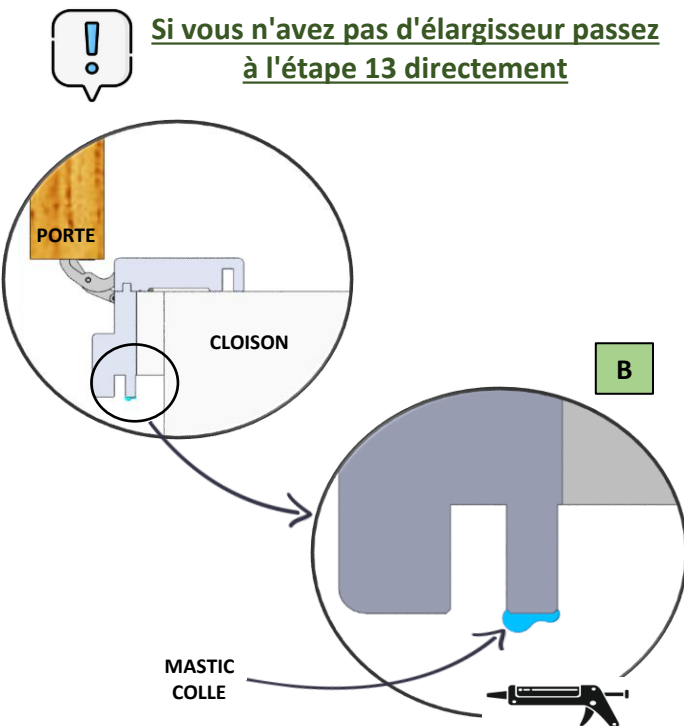 Si vous n'avez pas d'élargisseur passez
à l'étape 13 directement
PORTE
CLOISON
B
MASTIC
COLLE